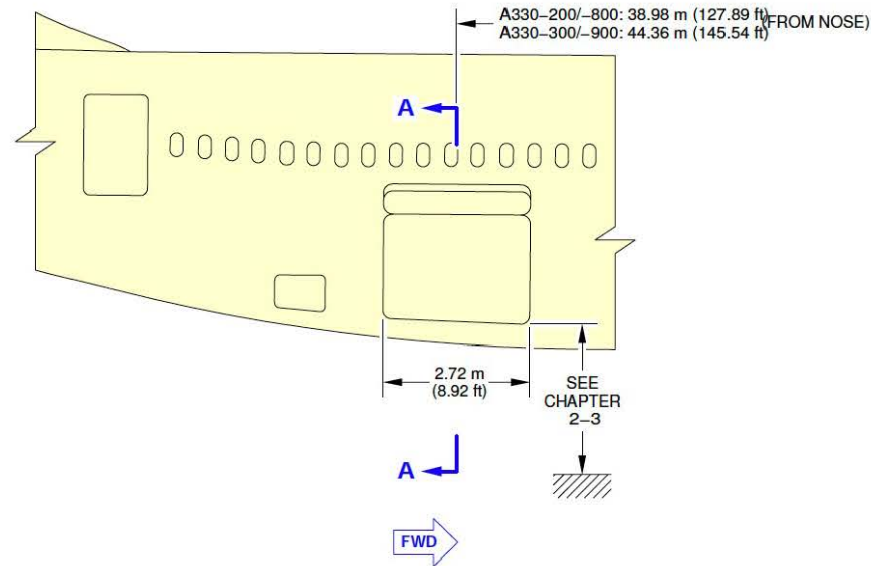 A330–200/–800: 38.98 m (127.89 ft)
A330–300/–900: 44.36 m (145.54 ft)
(FROM NOSE)
A
2.72 m
(8.92 ft)
SEE
CHAPTER
2–3
A
FWD